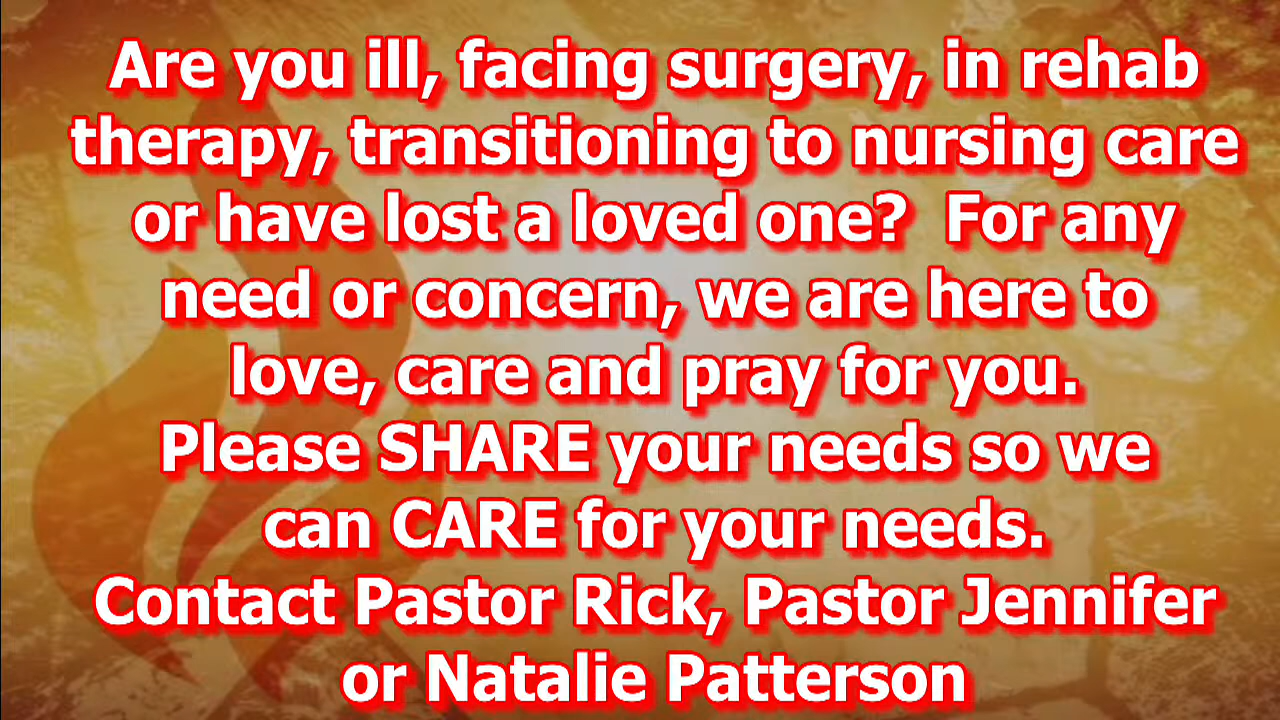 Are you ill, facing surgery, in rehab
therapy, transitioning to nursing care
or have lost a loved one?  For any
need or concern, we are here to
love, care and pray for you.
Please SHARE your needs so we
can CARE for your needs.
Contact Pastor Rick, Pastor Jennifer
or Natalie Patterson